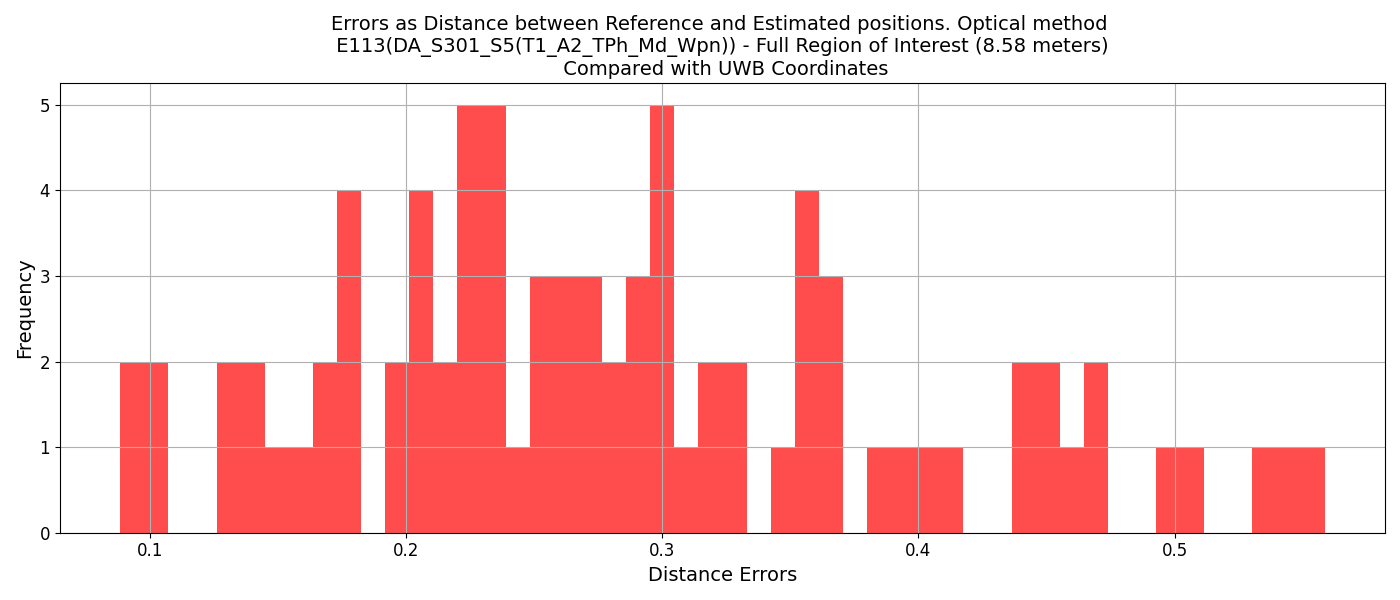 Errors as Distance between Reference and Estimated positions. Optical method
E113(DA_S301_S5(T1_A2_TPh_Md_Wpn)) - Full Region of Interest (8.58 meters)
Compared with UWB Coordinates
5
4
3
2
1
0
Frequency
0.1 0.2 0.3 0.4 0.5
Distance Errors